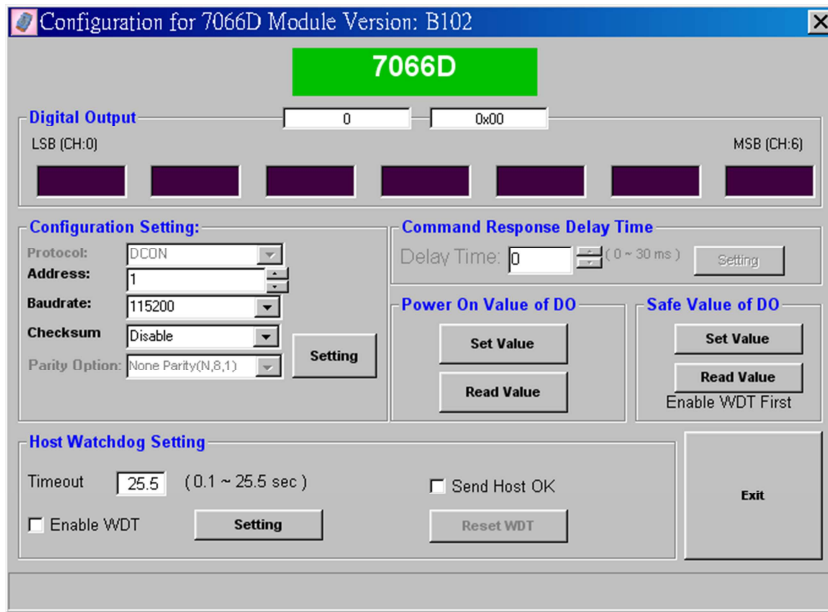 Configuration for 7066D Module Version: B102
7066D
Digital Output
0
0x00
LSB (CH:0)
MSB (CH:6)
Configuration Setting:
Protocol:
DCON
Address:
1
Baudrate:
115200
Checksum
Disable
Parity Option:
None Parity(N,8,1)
Setting
Command Response Delay Time
Delay Time:
0
( 0 ~ 30 ms )
Setting
Power On Value of DO
Set Value
Read Value
Safe Value of DO
Set Value
Read Value
Enable WDT First
Host Watchdog Setting
Timeout
25.5
( 0.1 ~ 25.5 sec )
Send Host OK
Enable WDT
Setting
Reset WDT
Exit